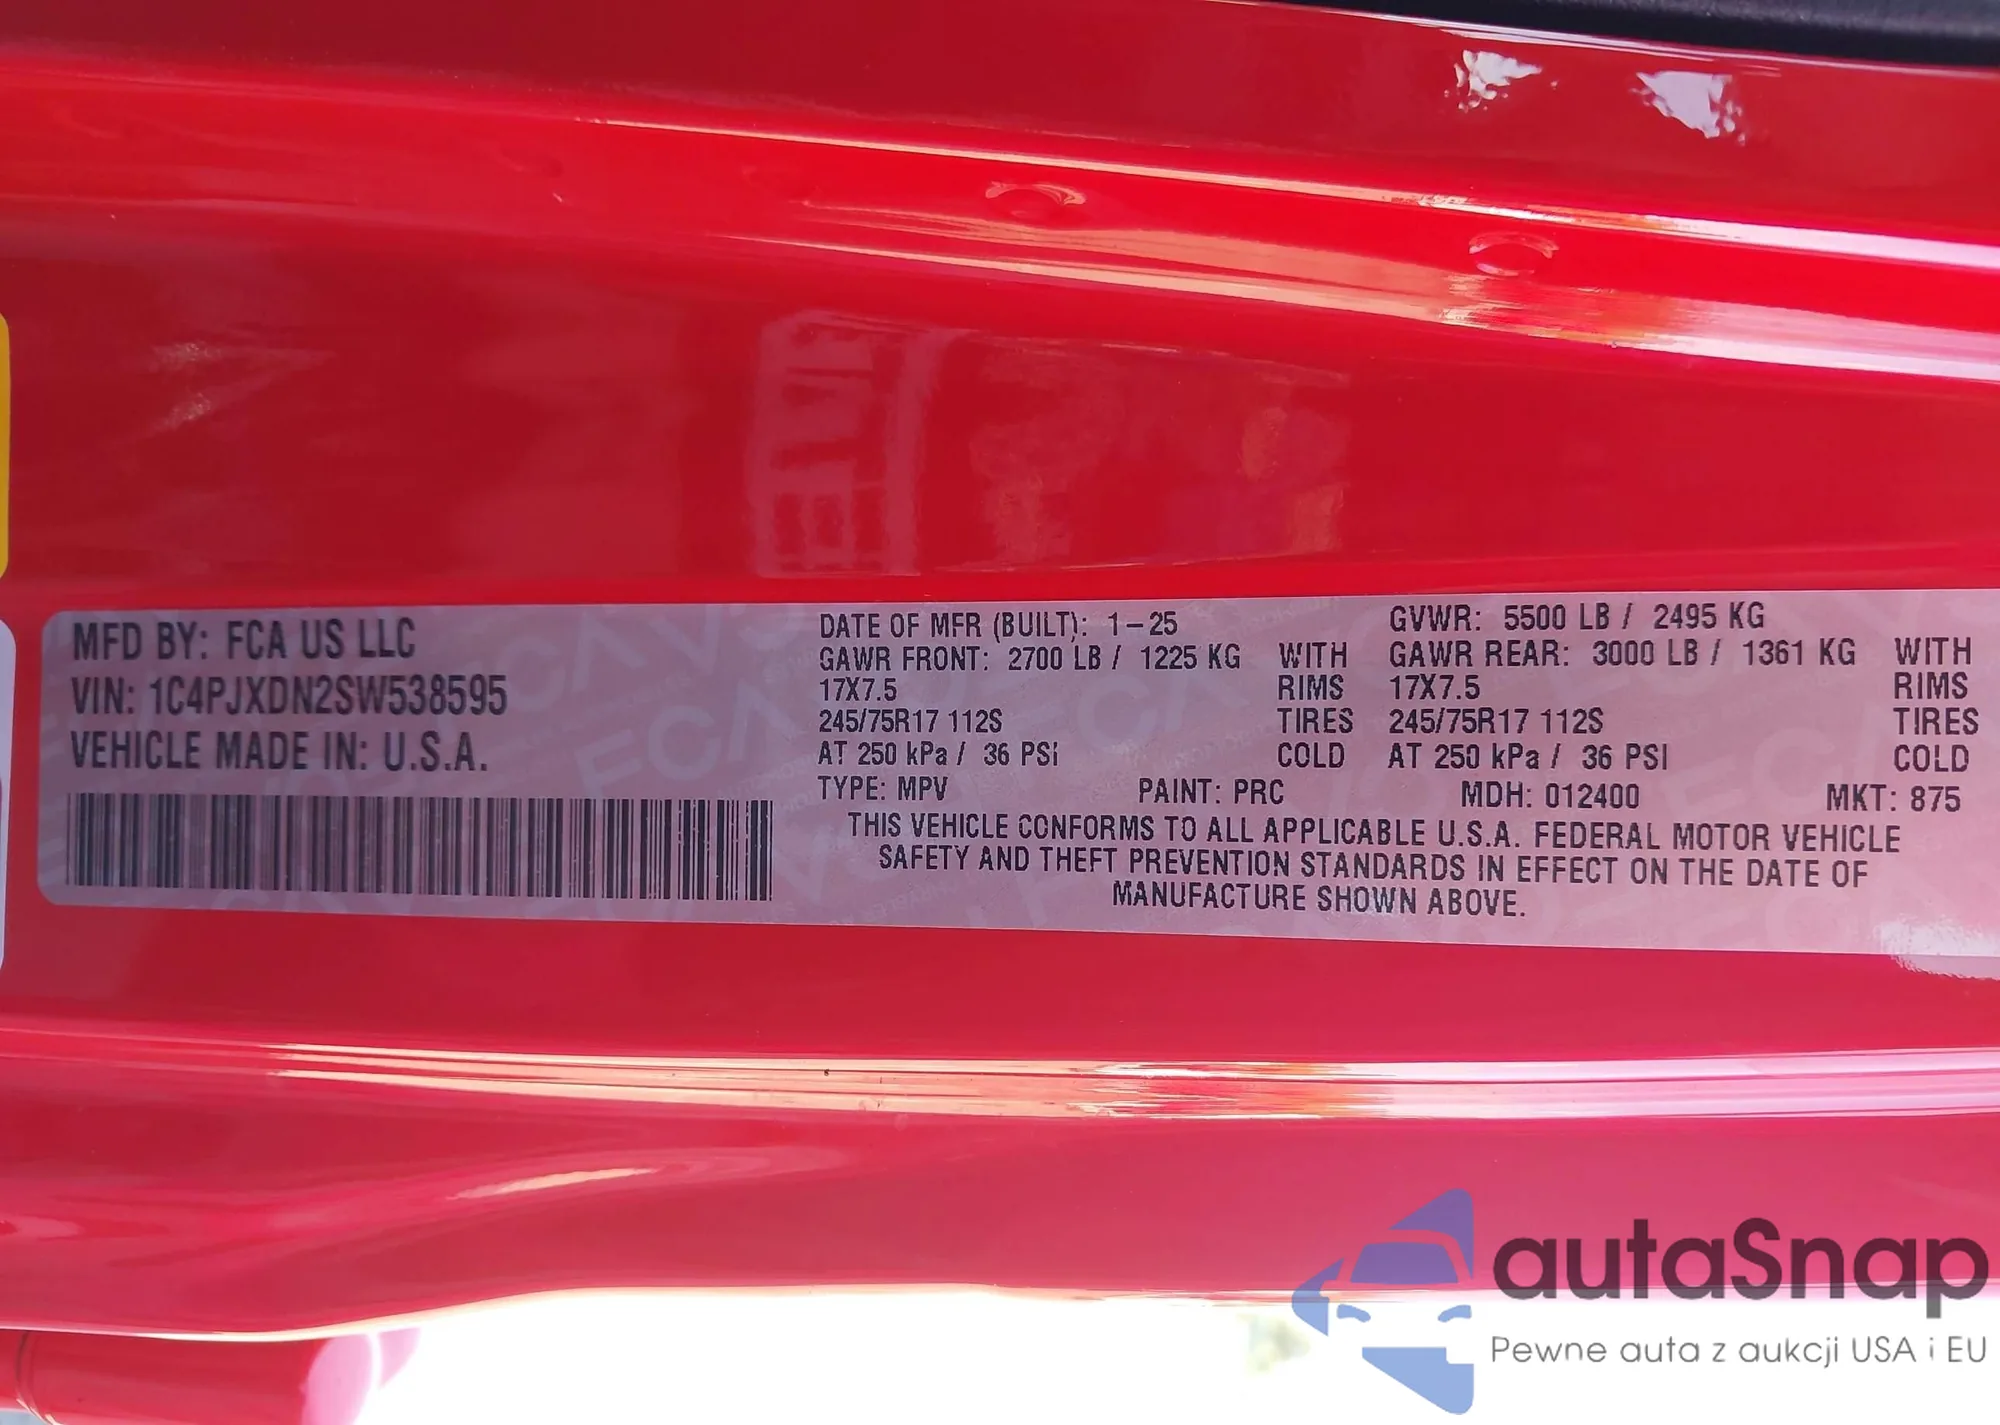 MFD BY: FCA US LLC
VIN: 1C4PJXDN2SW538595
VEHICLE MADE IN: U.S.A.
DATE OF MFR (BUILT): 1-25 GVWR: 5500 LB / 2495 KG
GAWR FRONT: 2700 LB / 1225 KG WITH GAWR REAR: 3000 LB / 1361 KG WITH
17X7.5 RIMS 17X7.5 RIMS
245/75R17 112S TIRES 245/75R17 112S TIRES
AT 250 kPa / 36 PSI COLD AT 250 kPa / 36 PSI COLD
TYPE: MPV PAINT: PRC MDH: 012400 MKT: 875
THIS VEHICLE CONFORMS TO ALL APPLICABLE U.S.A. FEDERAL MOTOR VEHICLE
SAFETY AND THEFT PREVENTION STANDARDS IN EFFECT ON THE DATE OF
MANUFACTURE SHOWN ABOVE.
autaSnap
Pewne auta z aukcji USA i EU